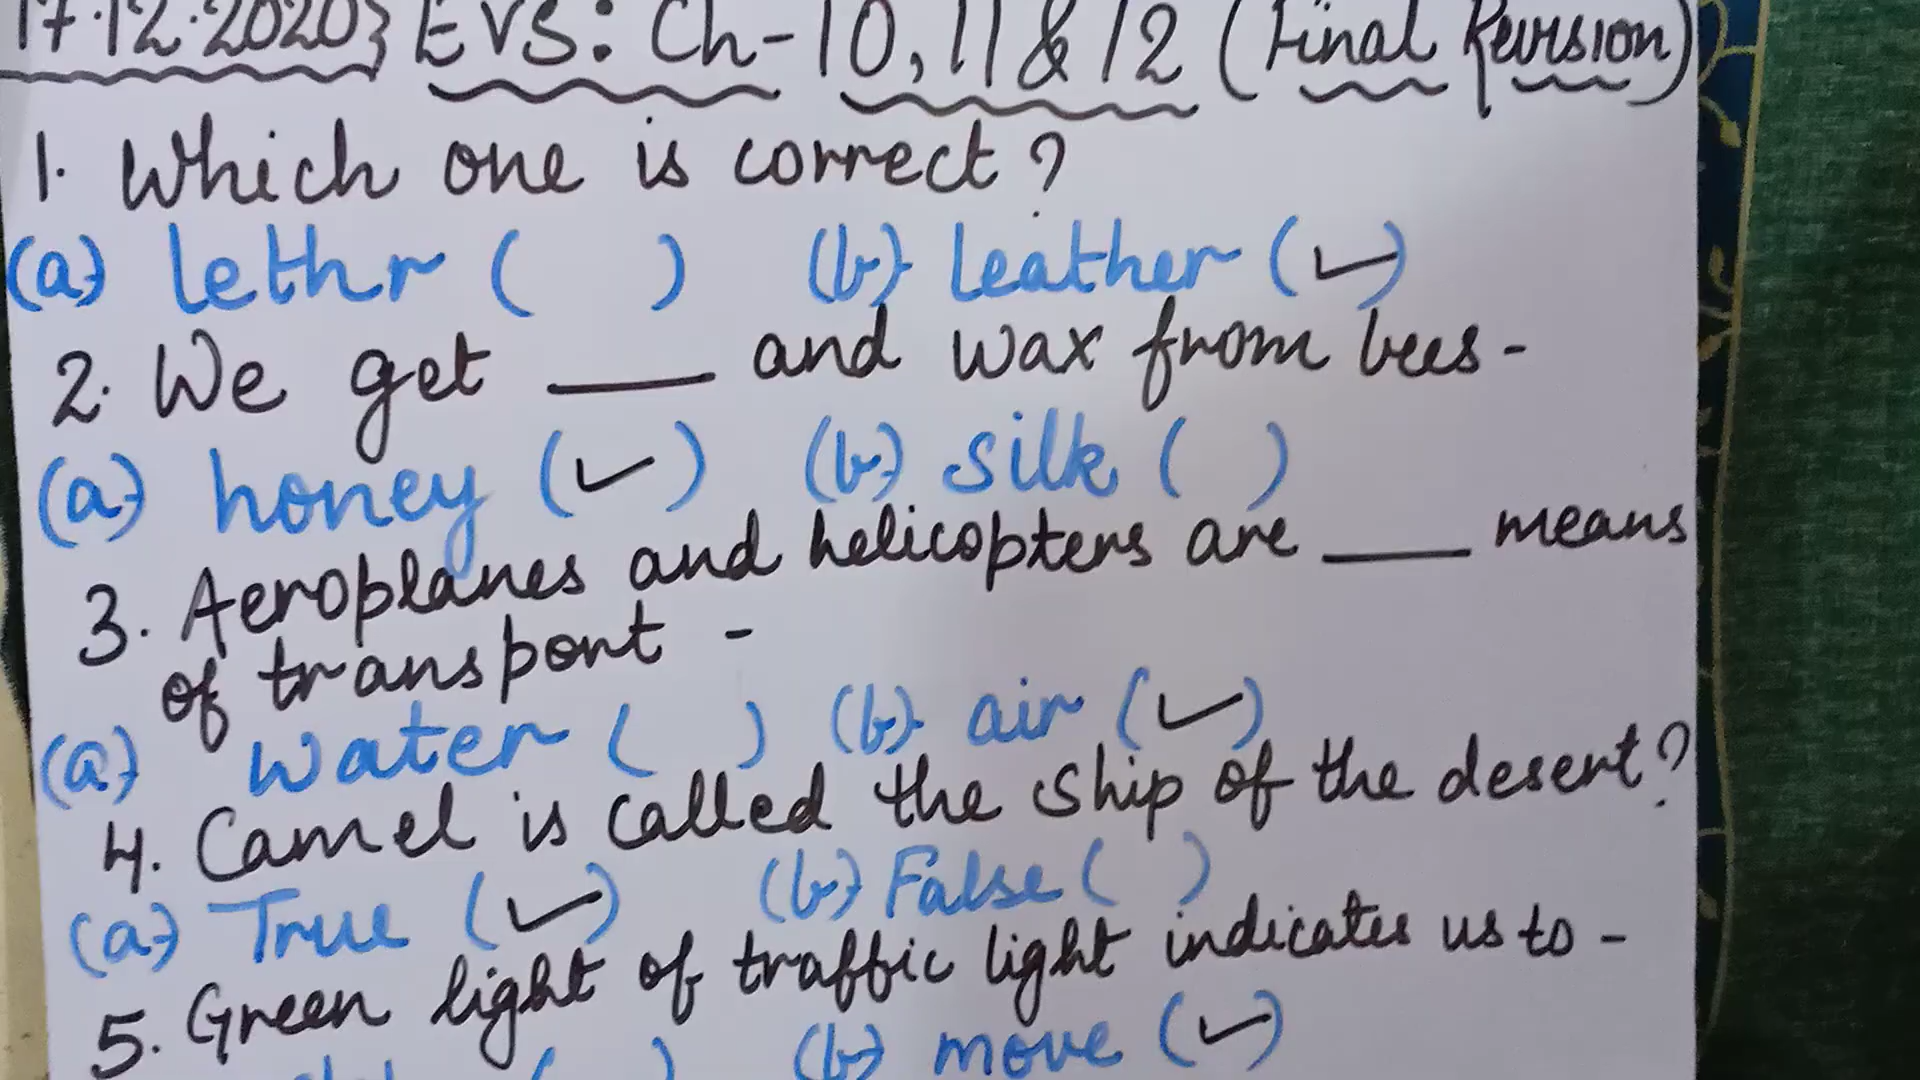 17.12.2020} EVS: Ch-10, 11 & 12 (Final Revision)
1. Which one is correct?
(a) lethr ( ) (b) leather (✓)
2. We get ___ and wax from bees -
(a) honey (✓) (b) silk ( )
3. Aeroplanes and helicopters are ___ means
of transport -
(a) water ( ) (b) air (✓)
4. Camel is called the ship of the desert?
(a) True (✓) (b) False ( )
5. Green light of traffic light indicates us to -
( ) (b) move (✓)